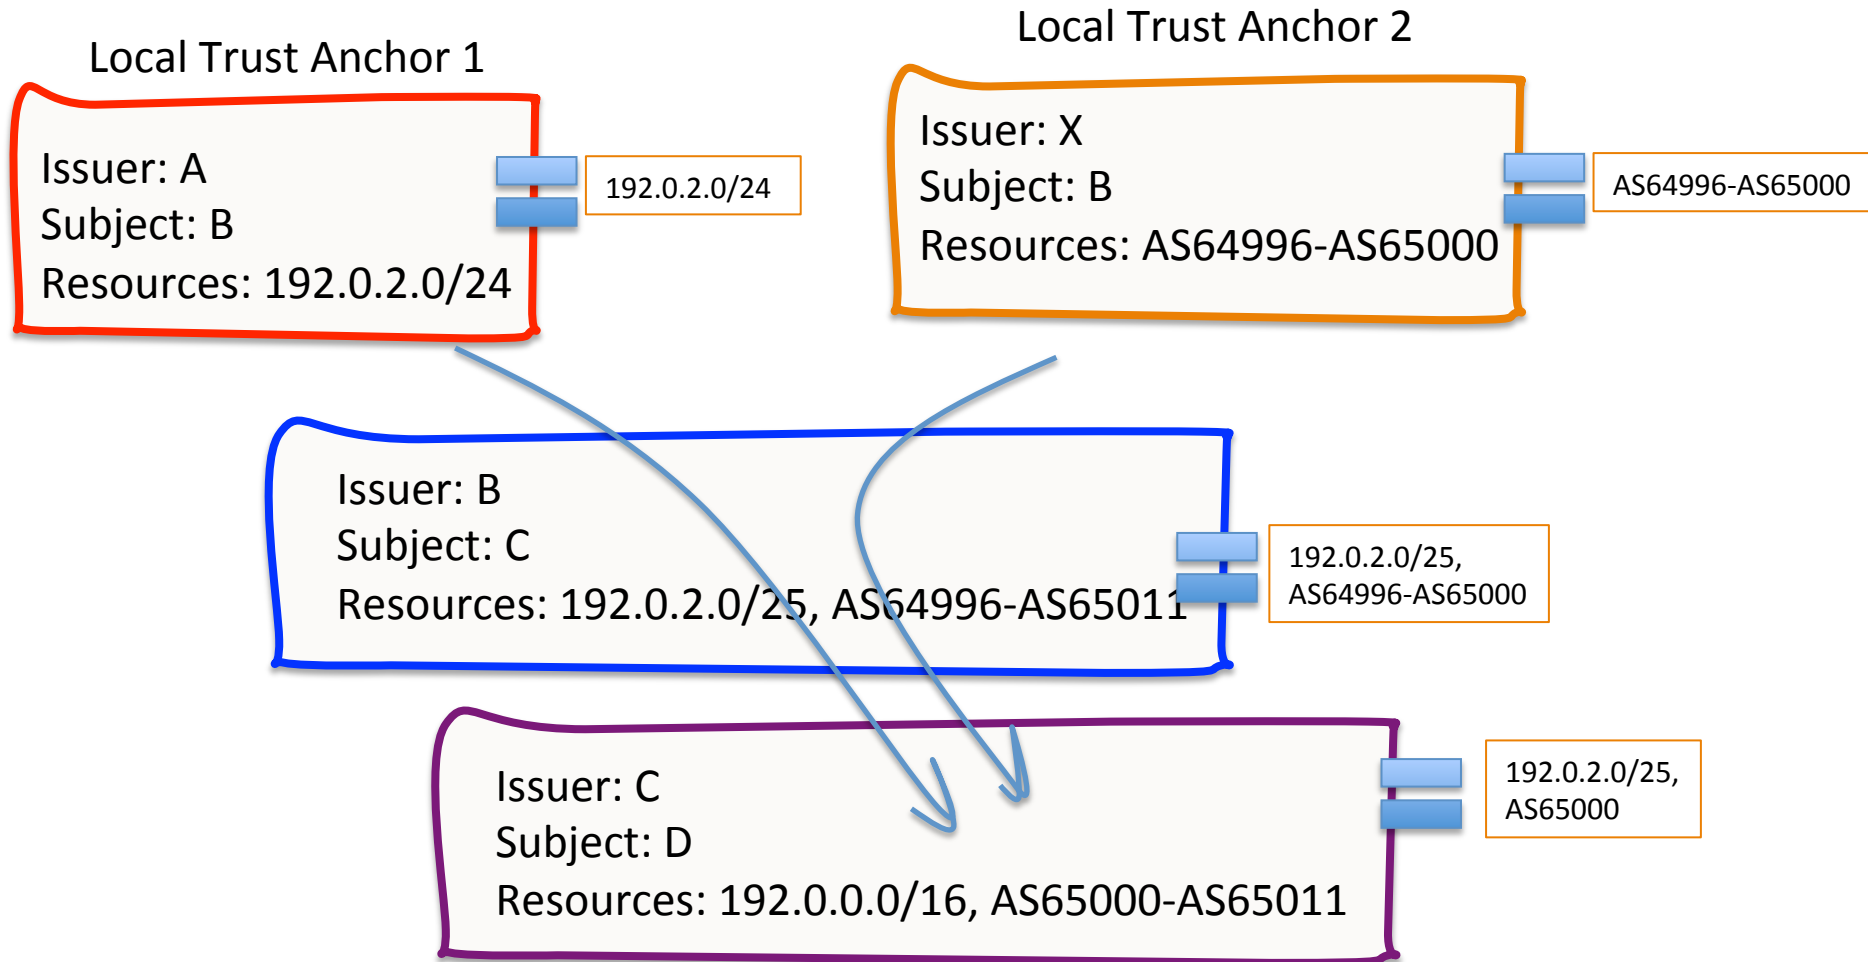 Local Trust Anchor 1
Issuer: A
Subject: B
Resources: 192.0.2.0/24
192.0.2.0/24
Local Trust Anchor 2
Issuer: X
Subject: B
Resources: AS64996-AS65000
AS64996-AS65000
Issuer: B
Subject: C
Resources: 192.0.2.0/25, AS64996-AS65011
192.0.2.0/25,
AS64996-AS65000
Issuer: C
Subject: D
Resources: 192.0.0.0/16, AS65000-AS65011
192.0.2.0/25,
AS65000